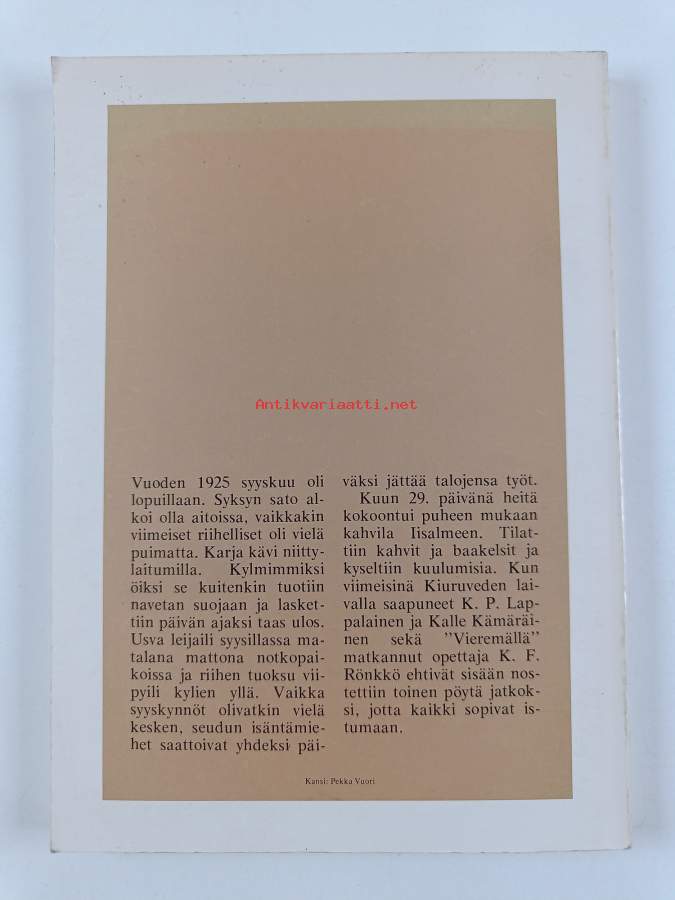 Antikvariaatti.net
Vuoden 1925 syyskuu oli
lopuillaan. Syksyn sato al-
koi olla aitoissa, vaikkakin
viimeiset riihelliset oli vielä
puimatta. Karja kävi niitty-
laitumilla. Kylmimmiksi
öiksi se kuitenkin tuotiin
navetan suojaan ja lasket-
tiin päivän ajaksi taas ulos.
Usva leijaili syysillassa ma-
talana mattona notkopai-
koissa ja riihen tuoksu vii-
pyili kylien yllä. Vaikka
syyskynnöt olivatkin vielä
kesken, seudun isäntämie-
het saattoivat yhdeksi päi-
väksi jättää talojensa työt.
Kuun 29. päivänä heitä
kokoontui puheen mukaan
kahvila Iisalmeen. Tilat-
tiin kahvit ja baakelsit ja
kyseltiin kuulumisia. Kun
viimeisinä Kiuruveden lai-
valla saapuneet K. P. Lap-
palainen ja Kalle Kämäräi-
nen sekä "Vieremällä"
matkannut opettaja K. F.
Rönkkö ehtivät sisään nos-
tettiin toinen pöytä jatkok-
si, jotta kaikki sopivat is-
tumaan.
Kansi: Pekka Vuori